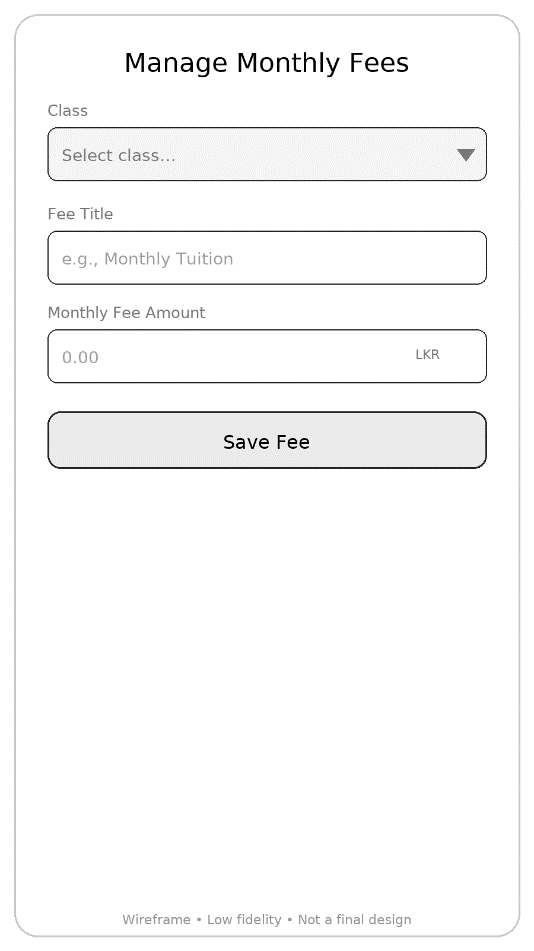 Manage Monthly Fees
Class
Select class...
Fee Title
e.g., Monthly Tuition
Monthly Fee Amount
0.00 LKR
Save Fee
Wireframe • Low fidelity • Not a final design